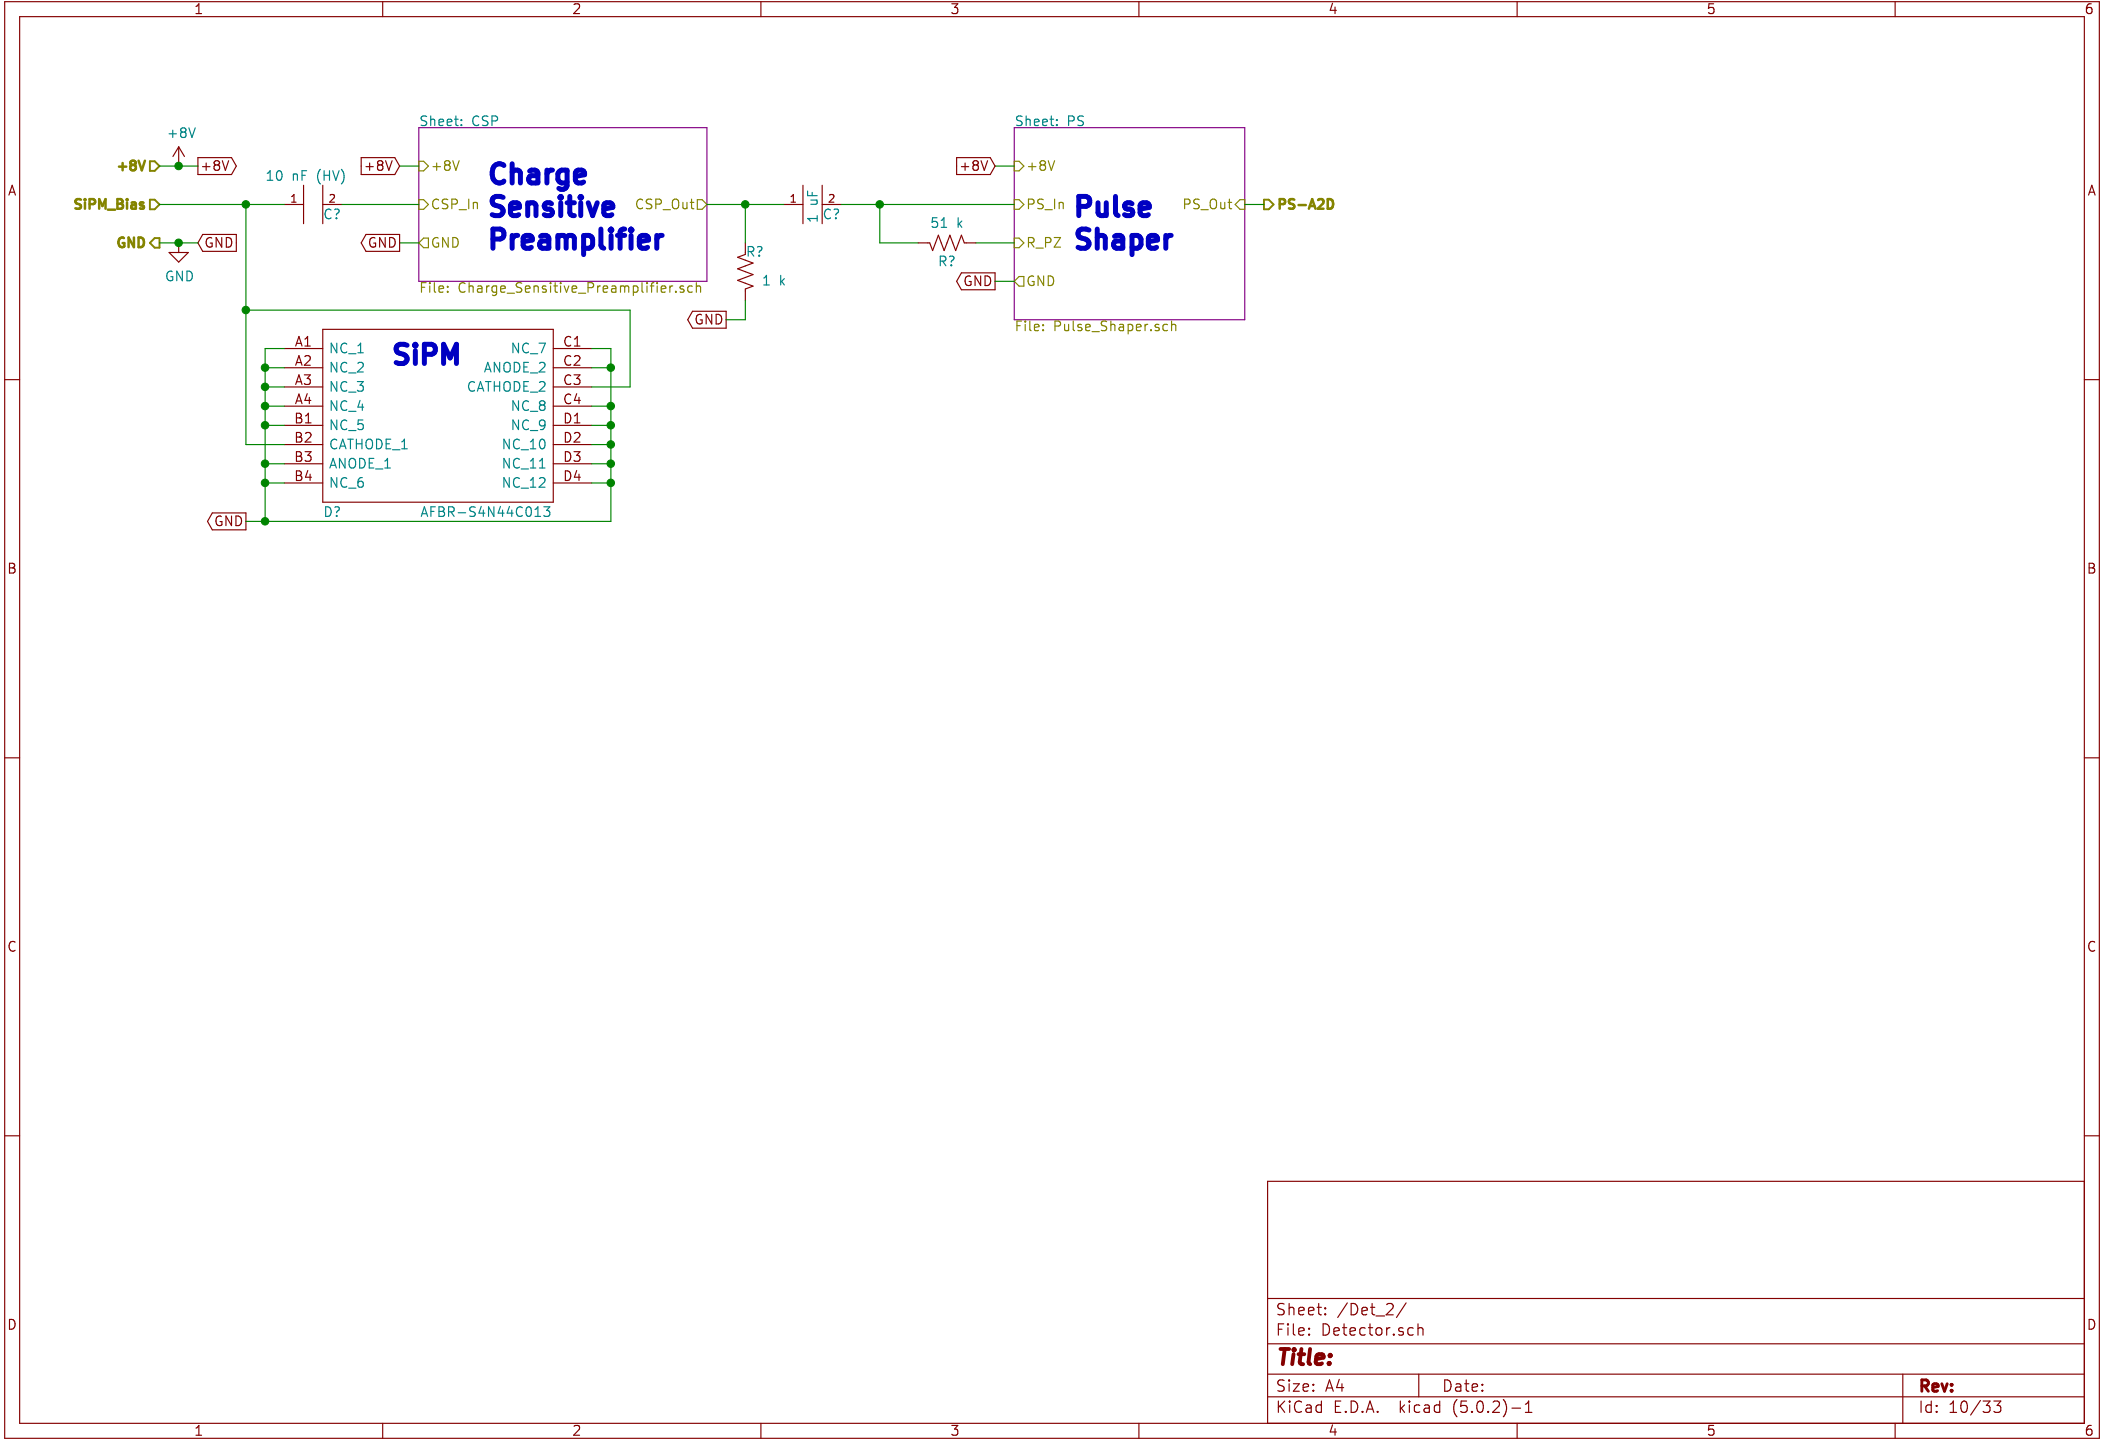 1 2 3 4 5 6
A
A
B
B
C
C
D
D
1 2 3 4 5 6
+8V
+8V
+8V
SiPM_Bias
GND
GND
GND
10 nF (HV)
1
2
C?
Sheet: CSP
+8V
+8V
CSP_In
GND
GND
Charge
Sensitive
Preamplifier
CSP_Out
File: Charge_Sensitive_Preamplifier.sch
R?
1 k
GND
1
1 uF
2
C?
51 k
R?
Sheet: PS
+8V
+8V
PS_In
R_PZ
GND
GND
Pulse
Shaper
PS_Out
PS-A2D
File: Pulse_Shaper.sch
SiPM
A1 NC_1 NC_7 C1
A2 NC_2 ANODE_2 C2
A3 NC_3 CATHODE_2 C3
A4 NC_4 NC_8 C4
B1 NC_5 NC_9 D1
B2 CATHODE_1 NC_10 D2
B3 ANODE_1 NC_11 D3
B4 NC_6 NC_12 D4
D? AFBR-S4N44C013
GND
Sheet: /Det_2/
File: Detector.sch
Title:
Size: A4 Date: Rev:
KiCad E.D.A. kicad (5.0.2)-1 Id: 10/33